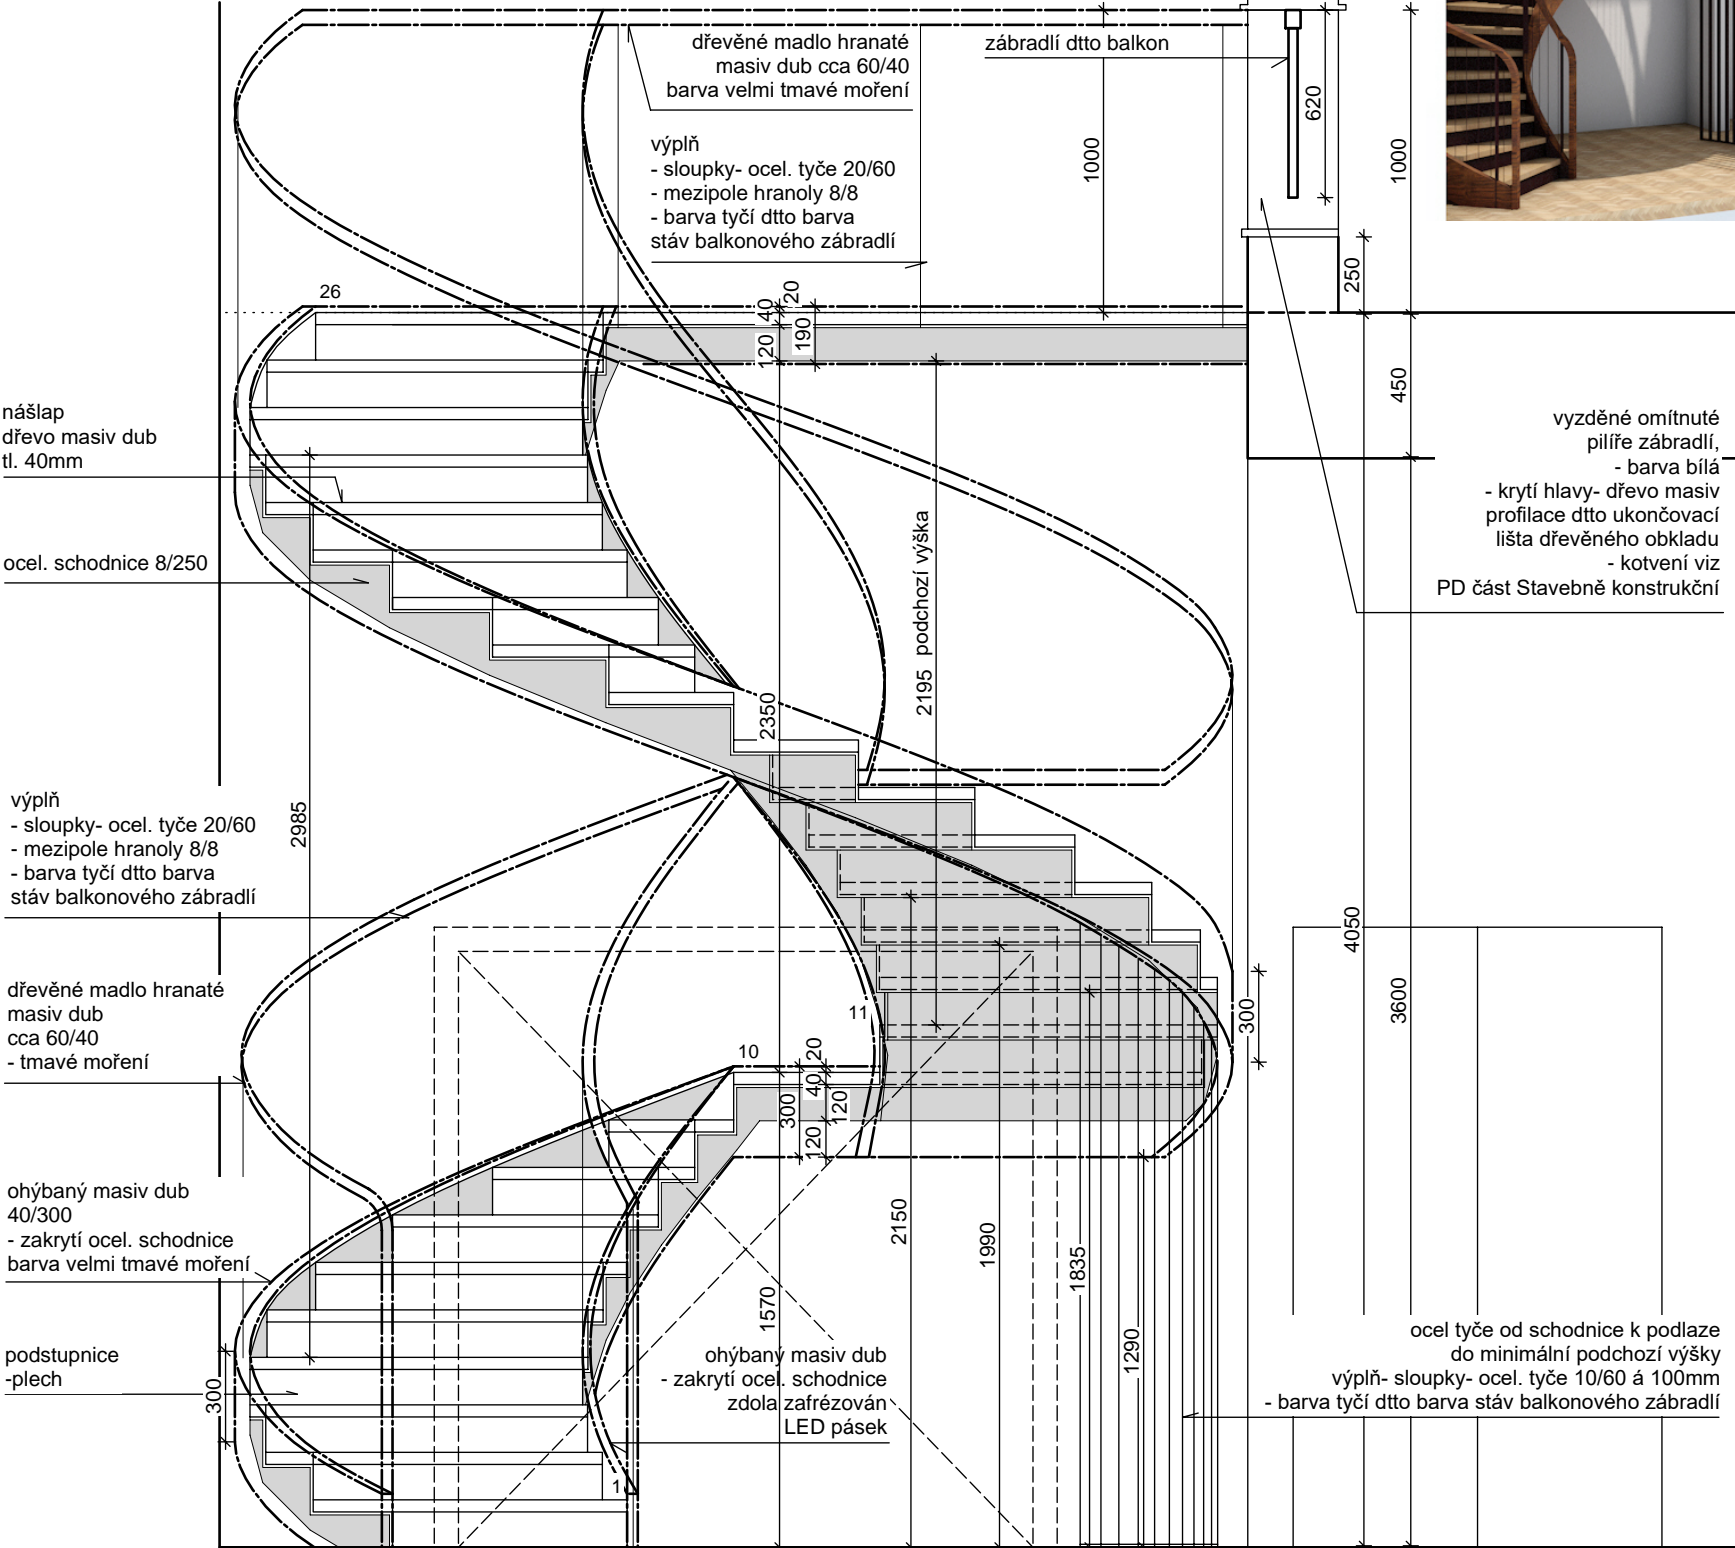 dřevěné madlo hranaté
masiv dub cca 60/40
barva velmi tmavé moření
zábradlí dtto balkon
620
1000
1000
výplň
- sloupky- ocel. tyče 20/60
- mezipole hranoly 8/8
- barva tyčí dtto barva
stáv balkonového zábradlí
250
26
20
40
190
120
450
nášlap
dřevo masiv dub
tl. 40mm
vyzděné omítnuté
pilíře zábradlí,
- barva bílá
- krytí hlavy- dřevo masiv
profilace dtto ukončovací
lišta dřevěného obkladu
- kotvení viz
PD část Stavebně konstrukční
ocel. schodnice 8/250
2195 podchozí výška
2350
výplň
- sloupky- ocel. tyče 20/60
- mezipole hranoly 8/8
- barva tyčí dtto barva
stáv balkonového zábradlí
2985
4050
3600
dřevěné madlo hranaté
masiv dub
cca 60/40
- tmavé moření
11
300
10
20
40
300
120
120
ohýbaný masiv dub
40/300
- zakrytí ocel. schodnice
barva velmi tmavé moření
2150
1990
1835
1570
1290
podstupnice
-plech
300
ohýbaný masiv dub
- zakrytí ocel. schodnice
zdola zafrézován
LED pásek
ocel tyče od schodnice k podlaze
do minimální podchozí výšky
výplň- sloupky- ocel. tyče 10/60 á 100mm
- barva tyčí dtto barva stáv balkonového zábradlí
1